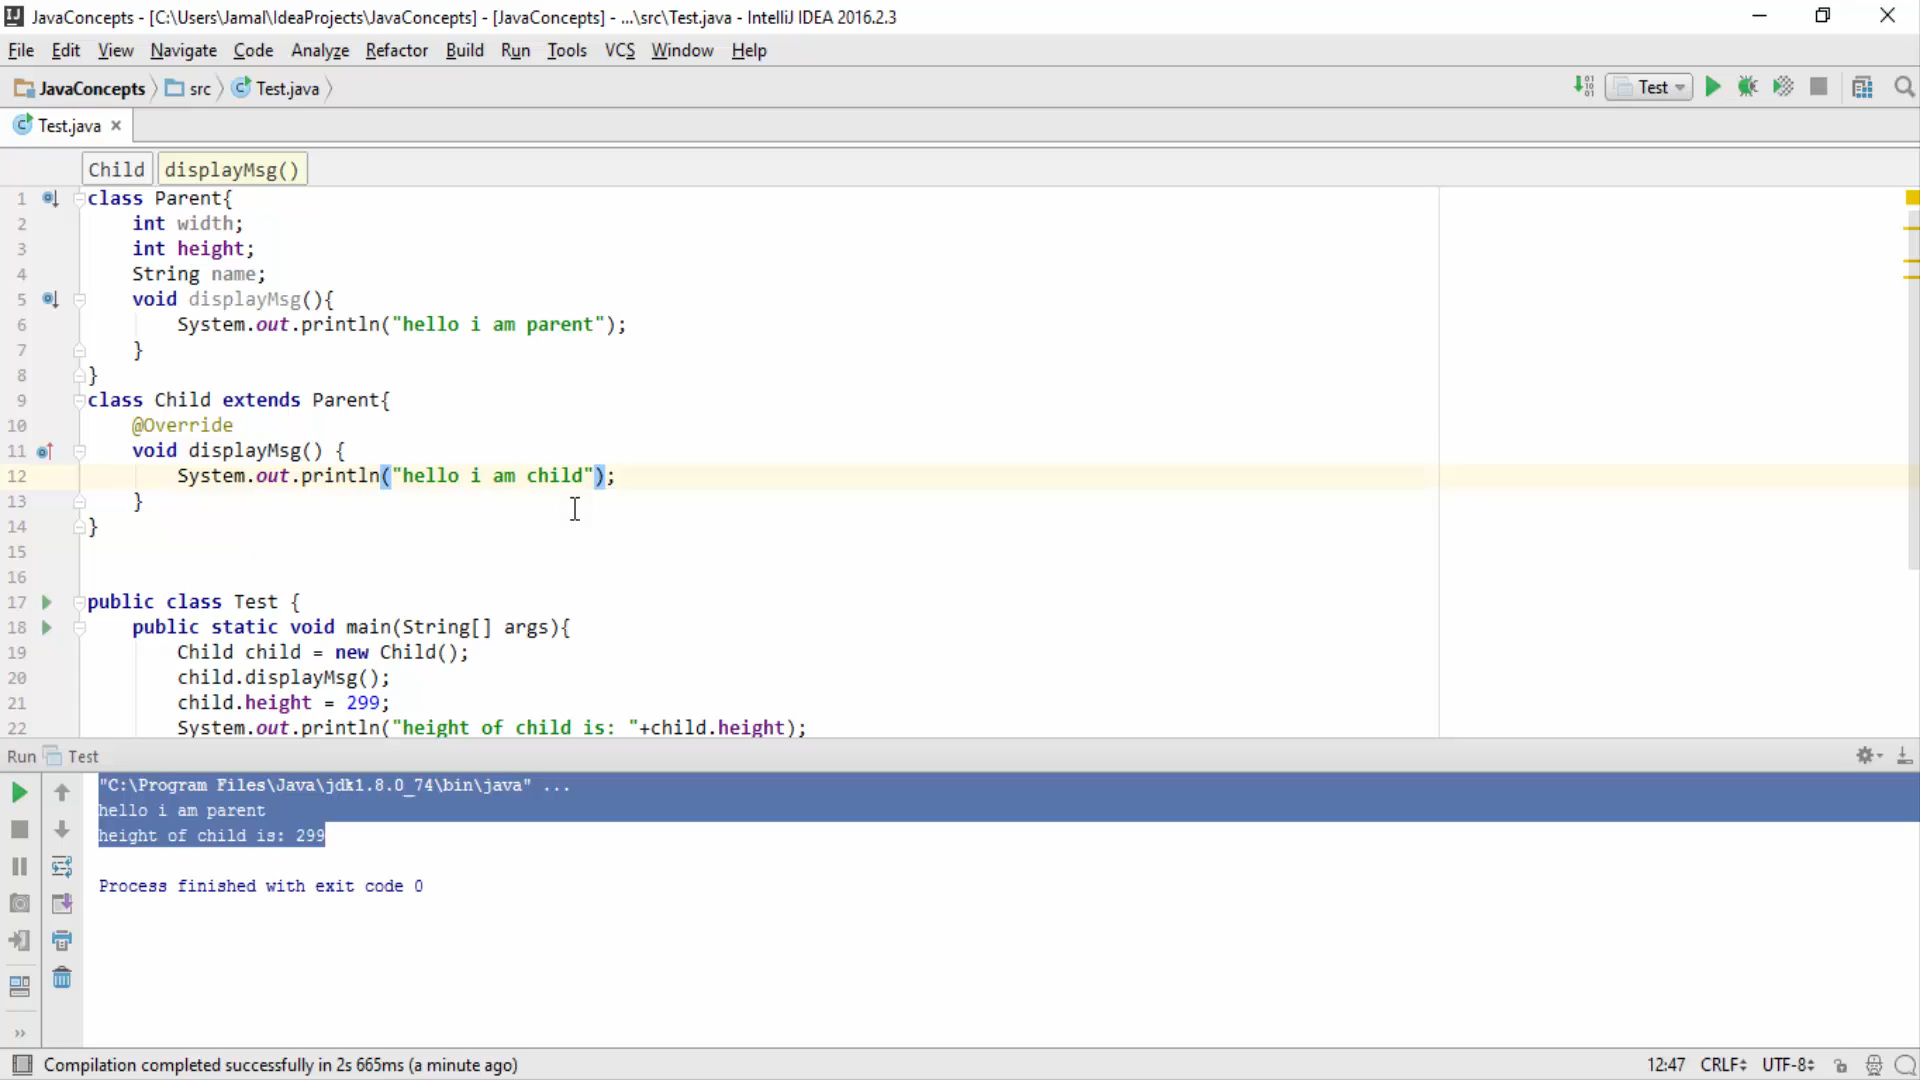 JavaConcepts - [C:\Users\Jamal\IdeaProjects\JavaConcepts] - [JavaConcepts] - ...\src\Test.java - IntelliJ IDEA 2016.2.3
File Edit View Navigate Code Analyze Refactor Build Run Tools VCS Window Help
JavaConcepts src Test.java Test
Test.java
Child displayMsg()
1 class Parent{
2 int width;
3 int height;
4 String name;
5 void displayMsg(){
6 System.out.println("hello i am parent");
7 }
8 }
9 class Child extends Parent{
10 @Override
11 void displayMsg() {
12 System.out.println("hello i am child");
13 }
14 }
15
16
17 public class Test {
18 public static void main(String[] args){
19 Child child = new Child();
20 child.displayMsg();
21 child.height = 299;
22 System.out.println("height of child is: "+child.height);
Run Test
"C:\Program Files\Java\jdk1.8.0_74\bin\java" ...
hello i am parent
height of child is: 299
Process finished with exit code 0
Compilation completed successfully in 2s 665ms (a minute ago) 12:47 CRLF UTF-8